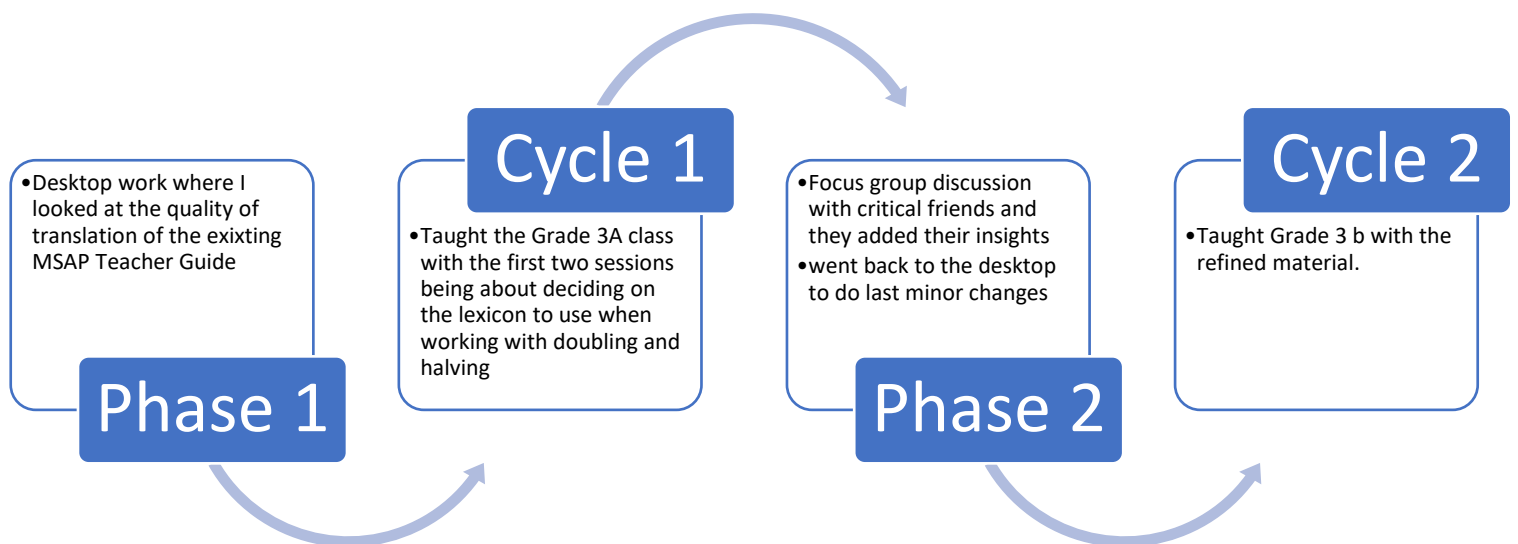 •Desktop work where I
looked at the quality of
translation of the exixting
MSAP Teacher Guide
Phase 1
Cycle 1
•Taught the Grade 3A class
with the first two sessions
being about deciding on
the lexicon to use when
working with doubling and
halving
•Focus group discussion
with critical friends and
they added their insights
•went back to the desktop
to do last minor changes
Phase 2
Cycle 2
•Taught Grade 3 b with the
refined material.